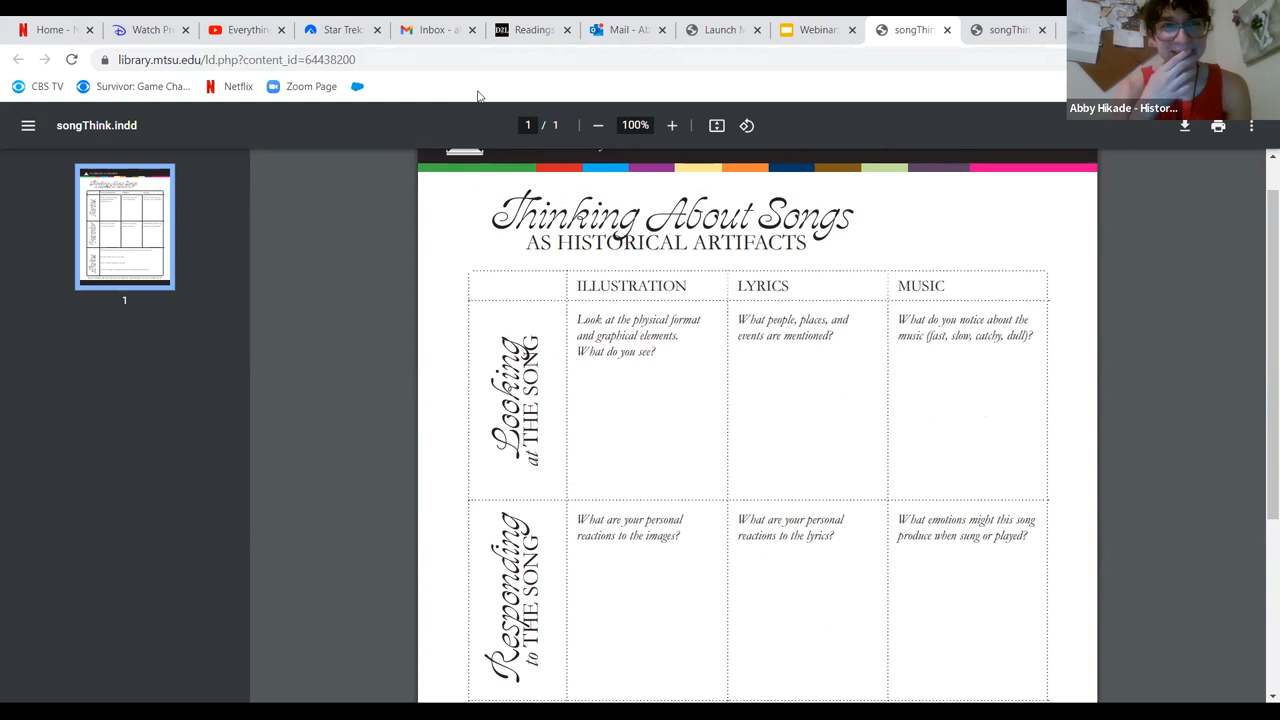 Home -
Watch Pr
Everything
Star Trek:
Inbox - a
DZL
Readings
Mail - Ab
Launch M
Webinar
songThin
songThin
library.mtsu.edu/ld.php?content_id=64438200
CBS TV
Survivor: Game Cha...
Netflix
Zoom Page
Abby Hikade - Histor...
songThink.indd
1 / 1
100%
1
Thinking About Songs
AS HISTORICAL ARTIFACTS
ILLUSTRATION
LYRICS
MUSIC
Looking
at THE SONG
Look at the physical format
and graphical elements.
What do you see?
What people, places, and
events are mentioned?
What do you notice about the
music (fast, slow, catchy, dull)?
Responding
to THE SONG
What are your personal
reactions to the images?
What are your personal
reactions to the lyrics?
What emotions might this song
produce when sung or played?